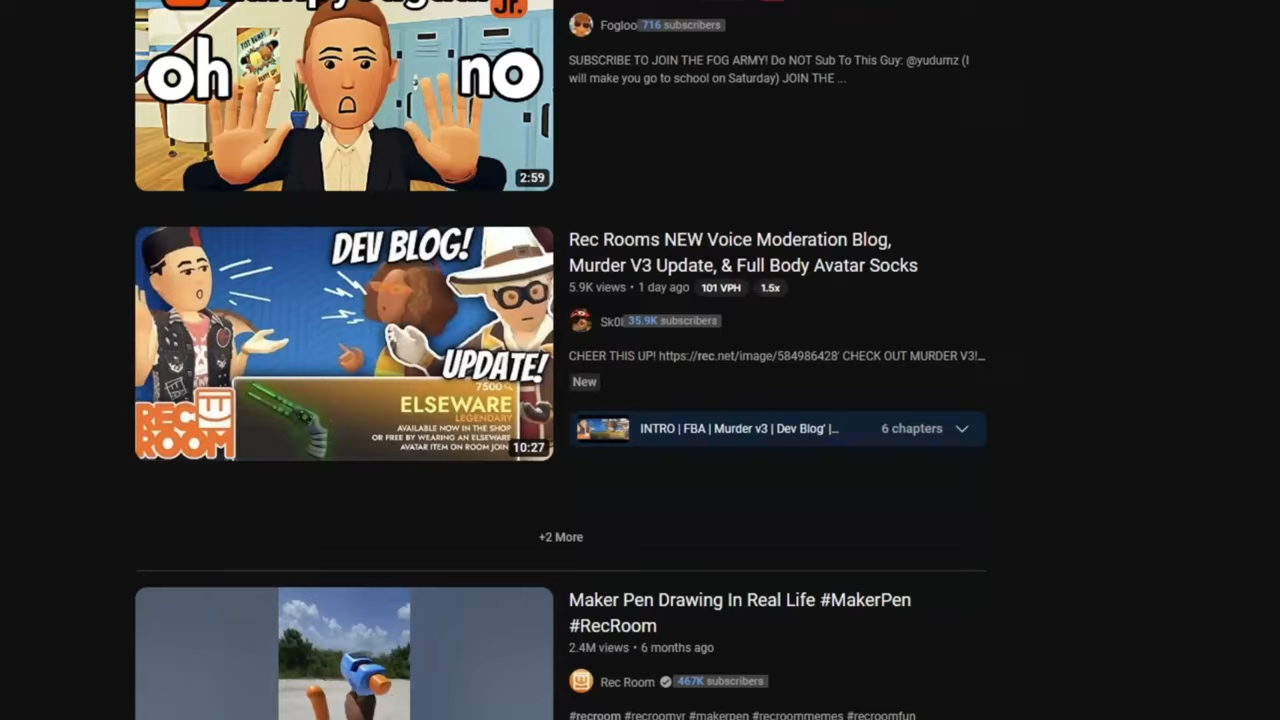 Jr.
oh
no
2:59
Fogloo 716 subscribers
SUBSCRIBE TO JOIN THE FOG ARMY! Do NOT Sub To This Guy: @yudumz (I
will make you go to school on Saturday) JOIN THE ...
DEV BLOG!
UPDATE!
REC
ROOM
7500
ELSEWARE
LEGENDARY
AVAILABLE NOW IN THE SHOP
OR FREE BY WEARING AN ELSEWARE
AVATAR ITEM ON ROOM JOIN
10:27
Rec Rooms NEW Voice Moderation Blog,
Murder V3 Update, & Full Body Avatar Socks
5.9K views • 1 day ago 101 VPH 1.5x
35.9K subscribers
CHEER THIS UP! https://rec.net/image/584986428' CHECK OUT MURDER V3!...
New
INTRO | FBA | Murder v3 | Dev Blog' |... 6 chapters
+2 More
Maker Pen Drawing In Real Life #MakerPen
#RecRoom
2.4M views • 6 months ago
Rec Room 467K subscribers
#recroom #recroomvr #makerpen #recroommemes #recroomfun